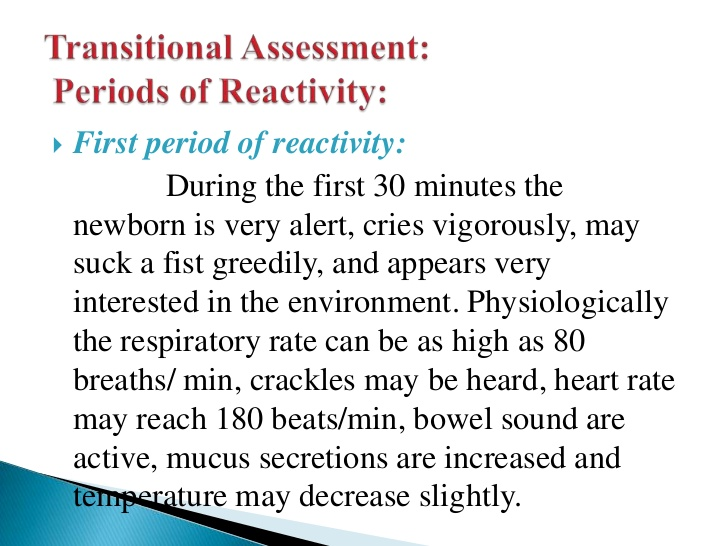 Transitional Assessment:
Periods of Reactivity:
First period of reactivity:
During the first 30 minutes the
newborn is very alert, cries vigorously, may
suck a fist greedily, and appears very
interested in the environment. Physiologically
the respiratory rate can be as high as 80
breaths/ min, crackles may be heard, heart rate
may reach 180 beats/min, bowel sound are
active, mucus secretions are increased and
temperature may decrease slightly.